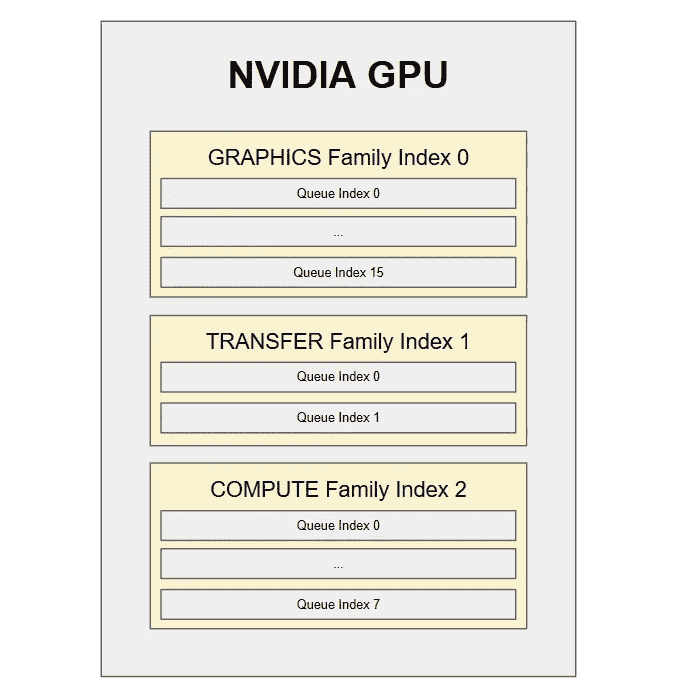 NVIDIA GPU
GRAPHICS Family Index 0
Queue Index 0
...
Queue Index 15
TRANSFER Family Index 1
Queue Index 0
Queue Index 1
COMPUTE Family Index 2
Queue Index 0
...
Queue Index 7